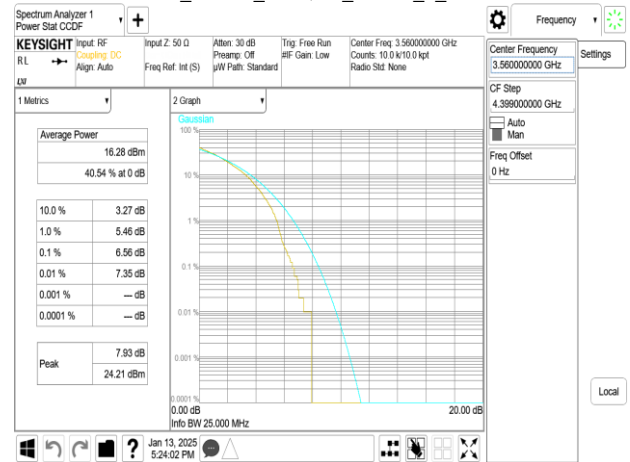 Spectrum Analyzer 1
Power Stat CCDF
Frequency
KEYSIGHT
RL
LXI
Input: RF
Coupling: DC
Align: Auto
Input Z: 50 Ω
Freq Ref: Int (S)
Atten: 30 dB
Preamp: Off
µW Path: Standard
Trig: Free Run
#IF Gain: Low
Center Freq: 3.560000000 GHz
Counts: 10.0 k/10.0 kpt
Radio Std: None
Center Frequency
3.560000000 GHz
Settings
CF Step
4.399000000 GHz
Auto
Man
Freq Offset
0 Hz
1 Metrics
Average Power
16.28 dBm
40.54 % at 0 dB
10.0 % 3.27 dB
1.0 % 5.46 dB
0.1 % 6.56 dB
0.01 % 7.35 dB
0.001 % --- dB
0.0001 % --- dB
Peak
7.93 dB
24.21 dBm
2 Graph
Gaussian
100 %
10 %
1 %
0.1 %
0.01 %
0.001 %
0.0001 %
0.00 dB 20.00 dB
Info BW 25.000 MHz
Local
?
Jan 13, 2025
5:24:02 PM